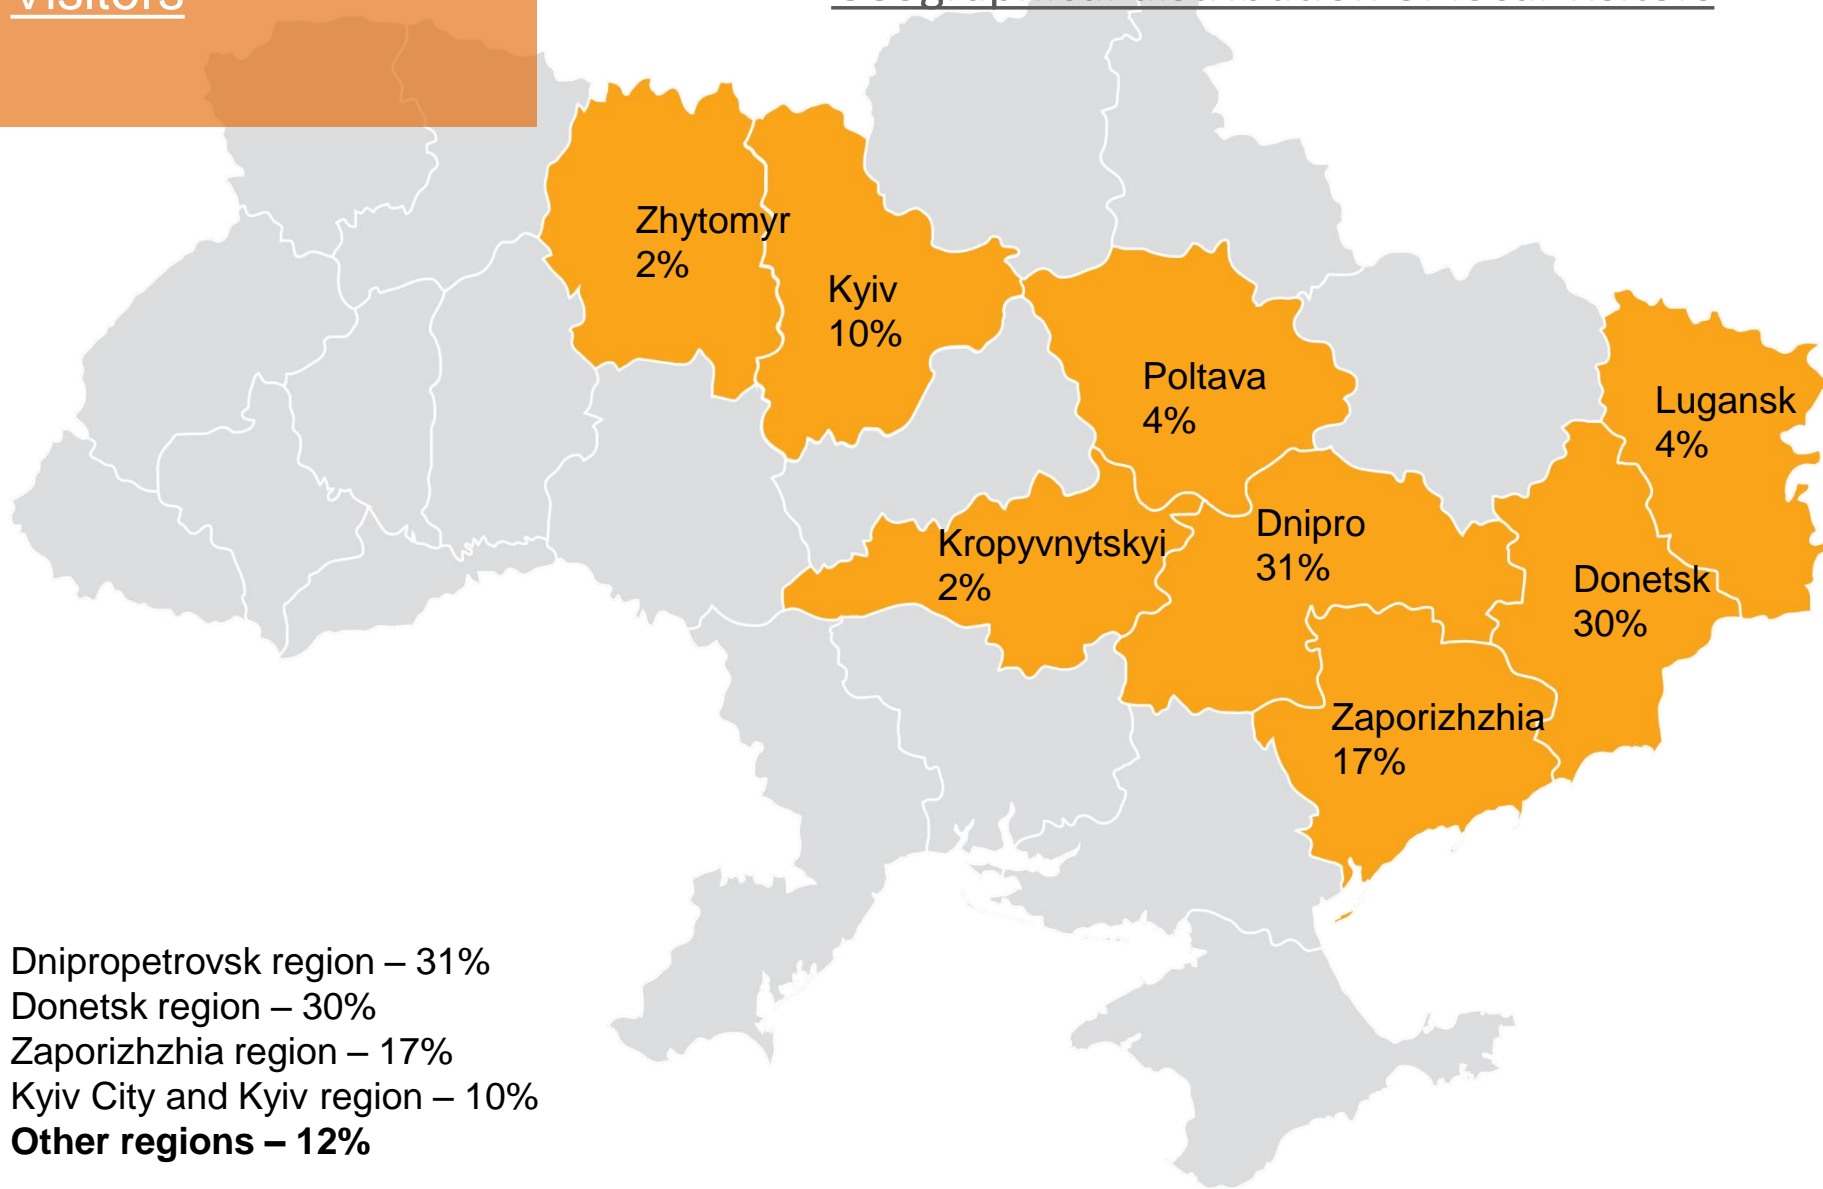 Visitors
Zhytomyr
2%
Kyiv
10%
Poltava
4%
Lugansk
4%
Kropyvnytskyi
2%
Dnipro
31%
Donetsk
30%
Zaporizhzhia
17%
Dnipropetrovsk region – 31%
Donetsk region – 30%
Zaporizhzhia region – 17%
Kyiv City and Kyiv region – 10%
Other regions – 12%